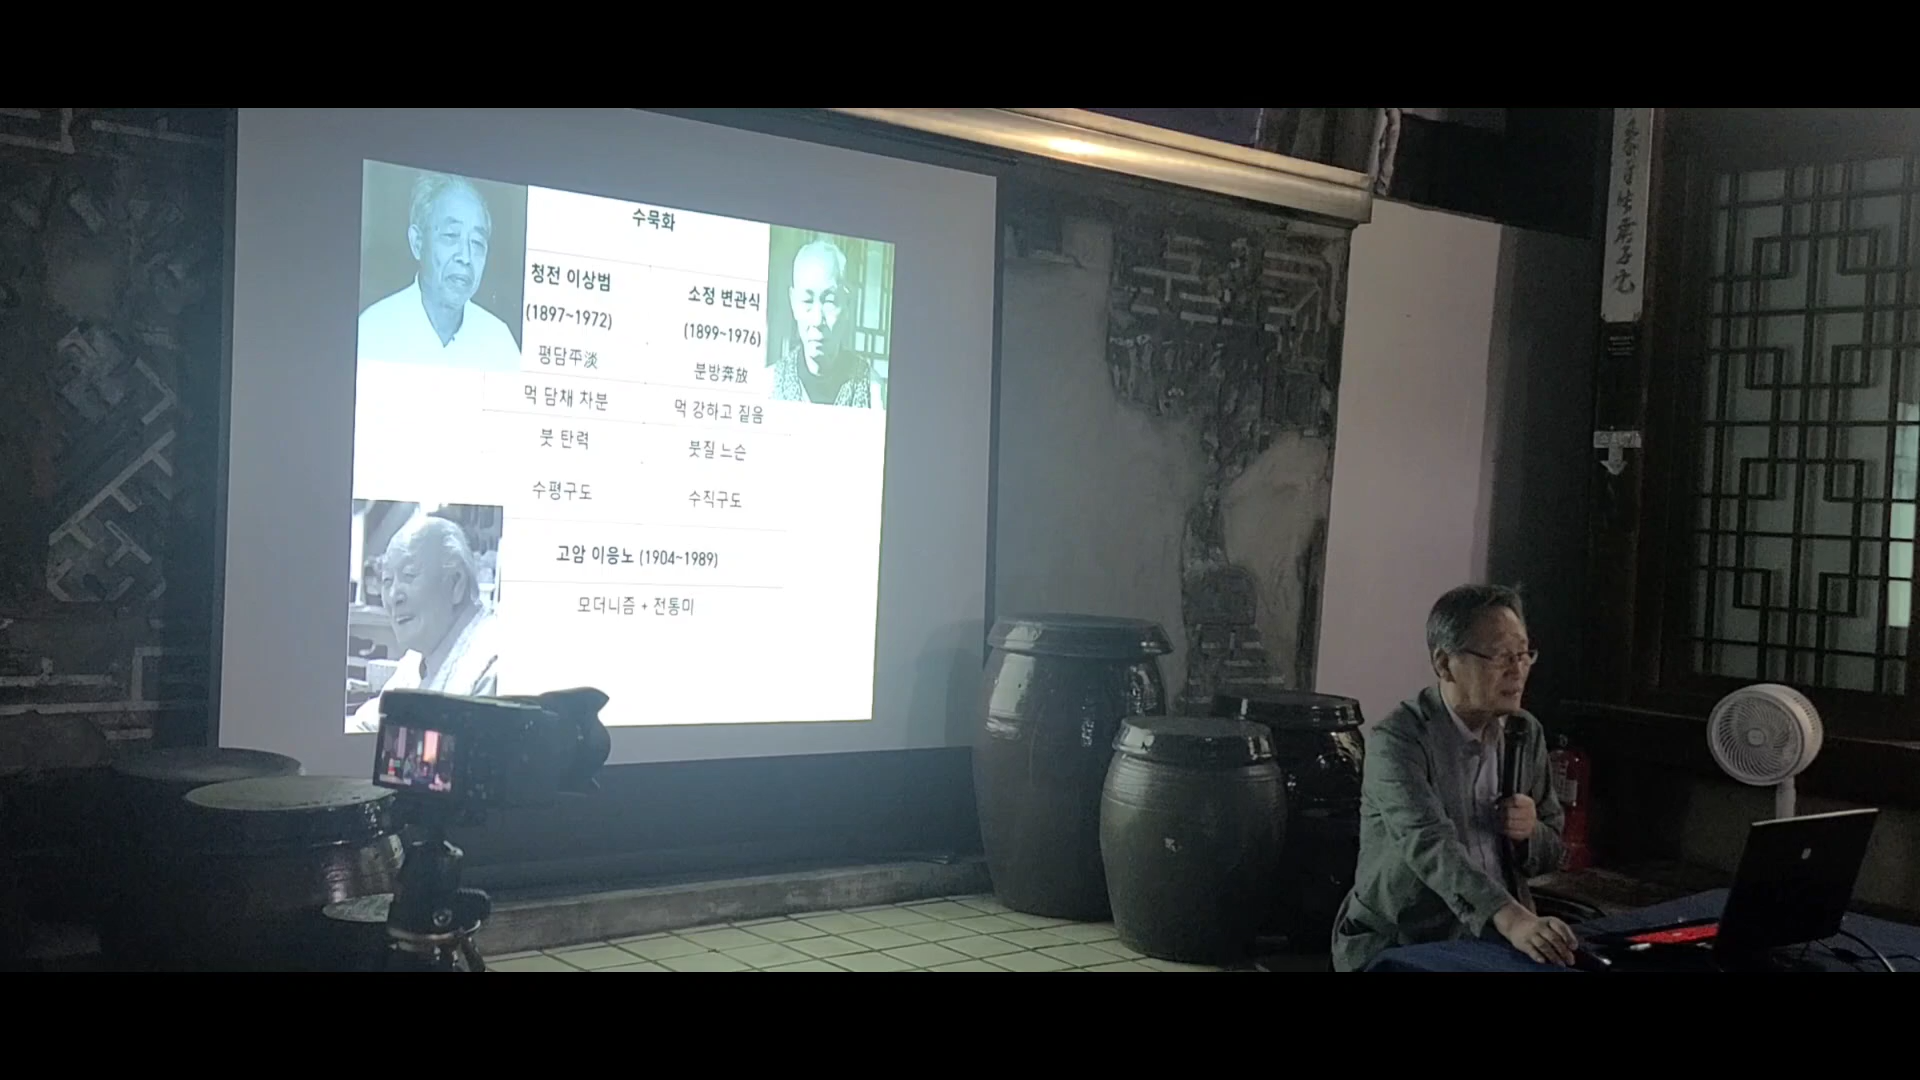 수묵화
청전 이상범
소정 변관식
(1897~1972)
(1899~1976)
평담平淡
분방奔放
먹 담채 차분
먹 강하고 짙음
붓 탄력
붓질 느슨
수평구도
수직구도
고암 이응노 (1904~1989)
모더니즘 + 전통미